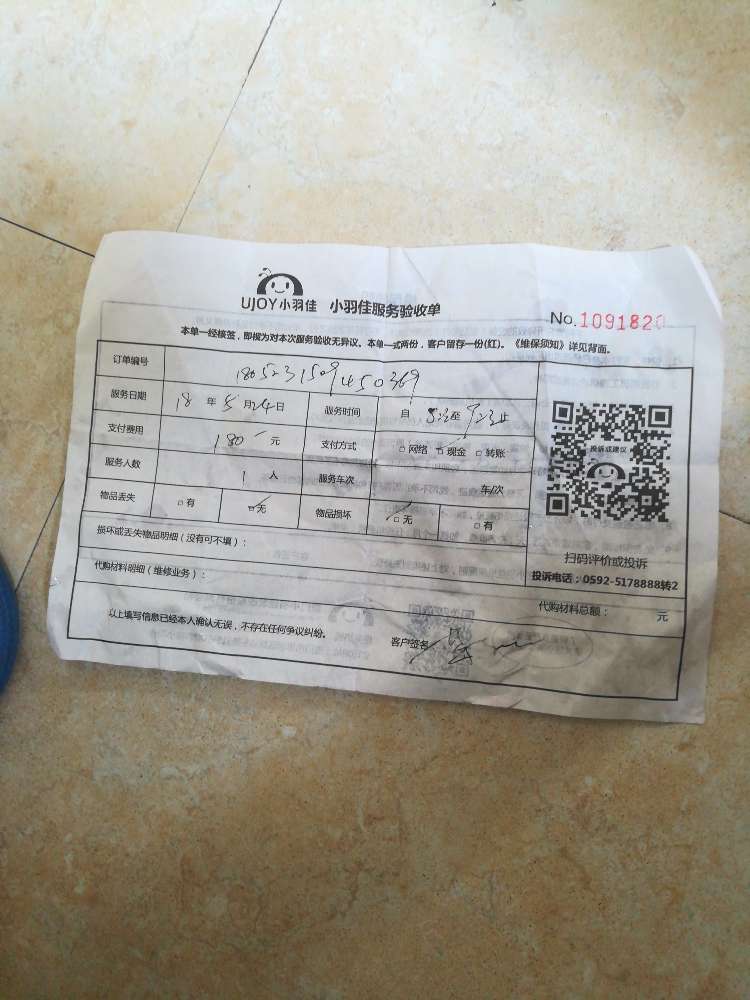 UJOY小羽佳 小羽佳服务验收单
No.1091820
本单一经接签，即视为对本次服务验收无异议。本单一式两份，客户留存一份(红)。《维保须知》详见背面。
订单编号 1805231509450369
服务日期 18 年 5 月 24 日 服务时间 自 至 止
支付费用 180 元 支付方式 □网络 □现金 □转账
服务人数 1 人 服务车次 车/次
物品丢失 □有 □无 物品损坏 □无 □有
损坏或丢失物品明细（没有可不填）：
代购材料明细（维修业务）：
代购材料总额： 元
以上填写信息已经本人确认无误，不存在任何争议纠纷。 客户签名
投诉或建议
扫码评价或投诉
投诉电话：0592-5178888转2